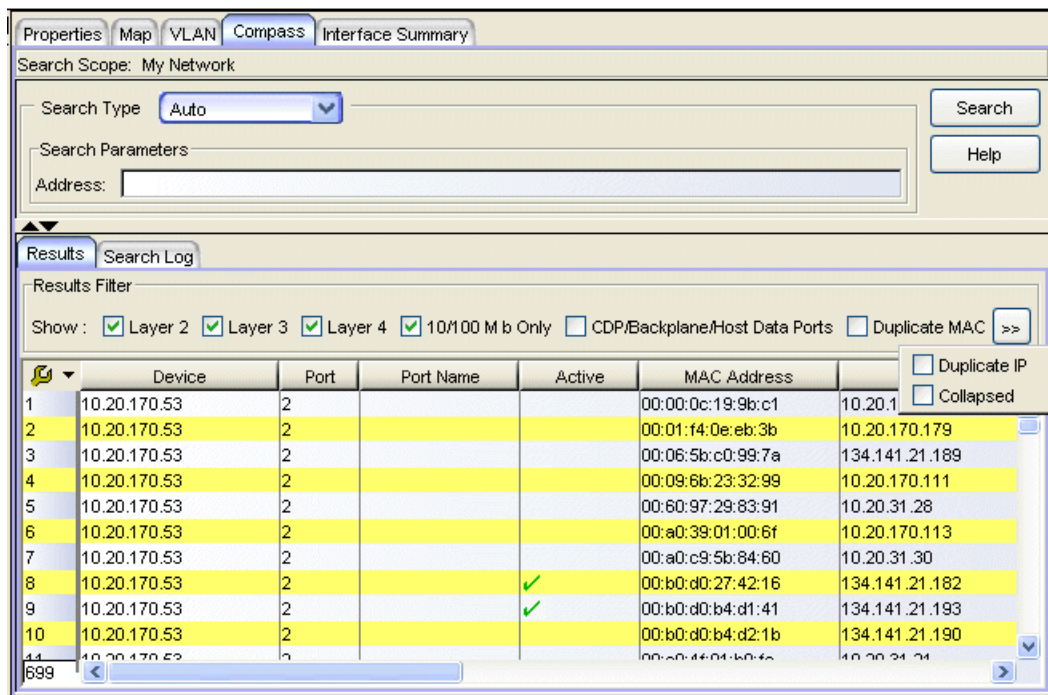 Properties Map VLAN Compass Interface Summary
Search Scope: My Network
Search Type Auto Search
Search Parameters Help
Address:
Results Search Log
Results Filter
Show : Layer 2 Layer 3 Layer 4 10/100 M b Only CDP/Backplane/Host Data Ports Duplicate MAC >>
Duplicate IP
Collapsed
Device Port Port Name Active MAC Address
1 10.20.170.53 2 00:00:0c:19:9b:c1 10.20.1
2 10.20.170.53 2 00:01:f4:0e:eb:3b 10.20.170.179
3 10.20.170.53 2 00:06:5b:c0:99:7a 134.141.21.189
4 10.20.170.53 2 00:09:6b:23:32:99 10.20.170.111
5 10.20.170.53 2 00:60:97:29:83:91 10.20.31.28
6 10.20.170.53 2 00:a0:39:01:00:6f 10.20.170.113
7 10.20.170.53 2 00:a0:c9:5b:84:60 10.20.31.30
8 10.20.170.53 2 00:b0:d0:27:42:16 134.141.21.182
9 10.20.170.53 2 00:b0:d0:b4:d1:41 134.141.21.193
10 10.20.170.53 2 00:b0:d0:b4:d2:1b 134.141.21.190
699